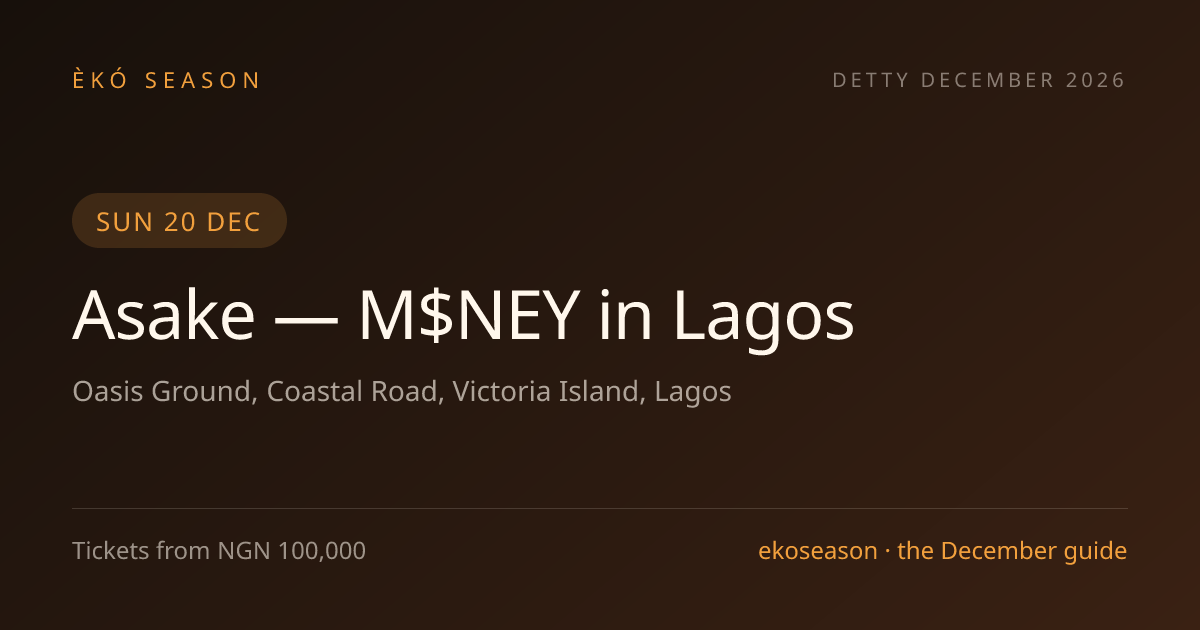 ÈKÓ SEASON
DETTY DECEMBER 2026
SUN 20 DEC
Asake — M$NEY in Lagos
Oasis Ground, Coastal Road, Victoria Island, Lagos
Tickets from NGN 100,000
ekoseason · the December guide